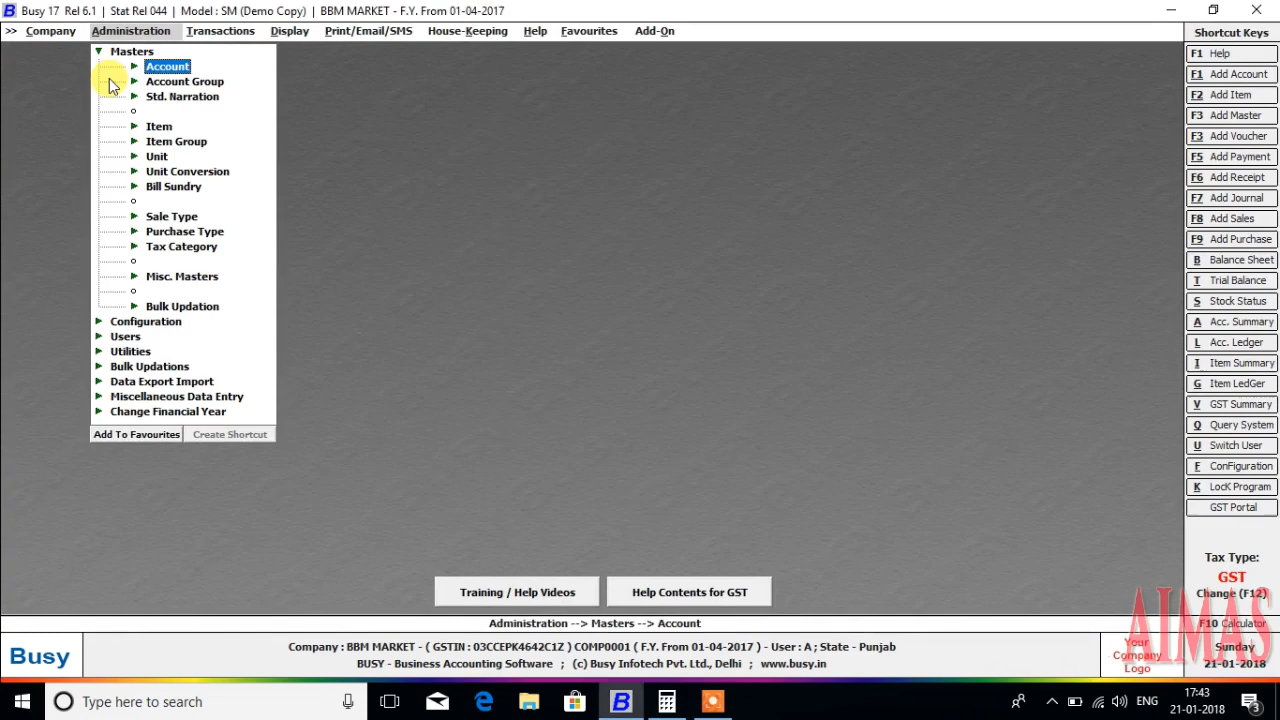 Busy 17 Rel 6.1 | Stat Rel 044 | Model : SM (Demo Copy) | BBM MARKET - F.Y. From 01-04-2017
>> Company Administration Transactions Display Print/Email/SMS House-Keeping Help Favourites Add-On
Masters
Account
Account Group
Std. Narration
Item
Item Group
Unit
Unit Conversion
Bill Sundry
Sale Type
Purchase Type
Tax Category
Misc. Masters
Bulk Updation
Configuration
Users
Utilities
Bulk Updations
Data Export Import
Miscellaneous Data Entry
Change Financial Year
Add To Favourites Create Shortcut
Training / Help Videos Help Contents for GST
Shortcut Keys
F1 Help
F1 Add Account
F2 Add Item
F3 Add Master
F3 Add Voucher
F5 Add Payment
F6 Add Receipt
F7 Add Journal
F8 Add Sales
F9 Add Purchase
B Balance Sheet
T Trial Balance
S Stock Status
A Acc. Summary
L Acc. Ledger
I Item Summary
G Item LedGer
V GST Summary
Q Query System
U Switch User
F ConFiguration
K LocK Program
GST Portal
Tax Type:
GST
Change (F12)
F10 Calculator
AIMAS
Administration --> Masters --> Account
Busy
Company : BBM MARKET - ( GSTIN : 03CCEPK4642C1Z ) COMP0001 ( F.Y. From 01-04-2017 ) - User : A ; State - Punjab
BUSY - Business Accounting Software ; (c) Busy Infotech Pvt. Ltd., Delhi ; www.busy.in
Your
Company
Logo
Sunday
21-01-2018
Type here to search
ENG
17:43
21-01-2018
3